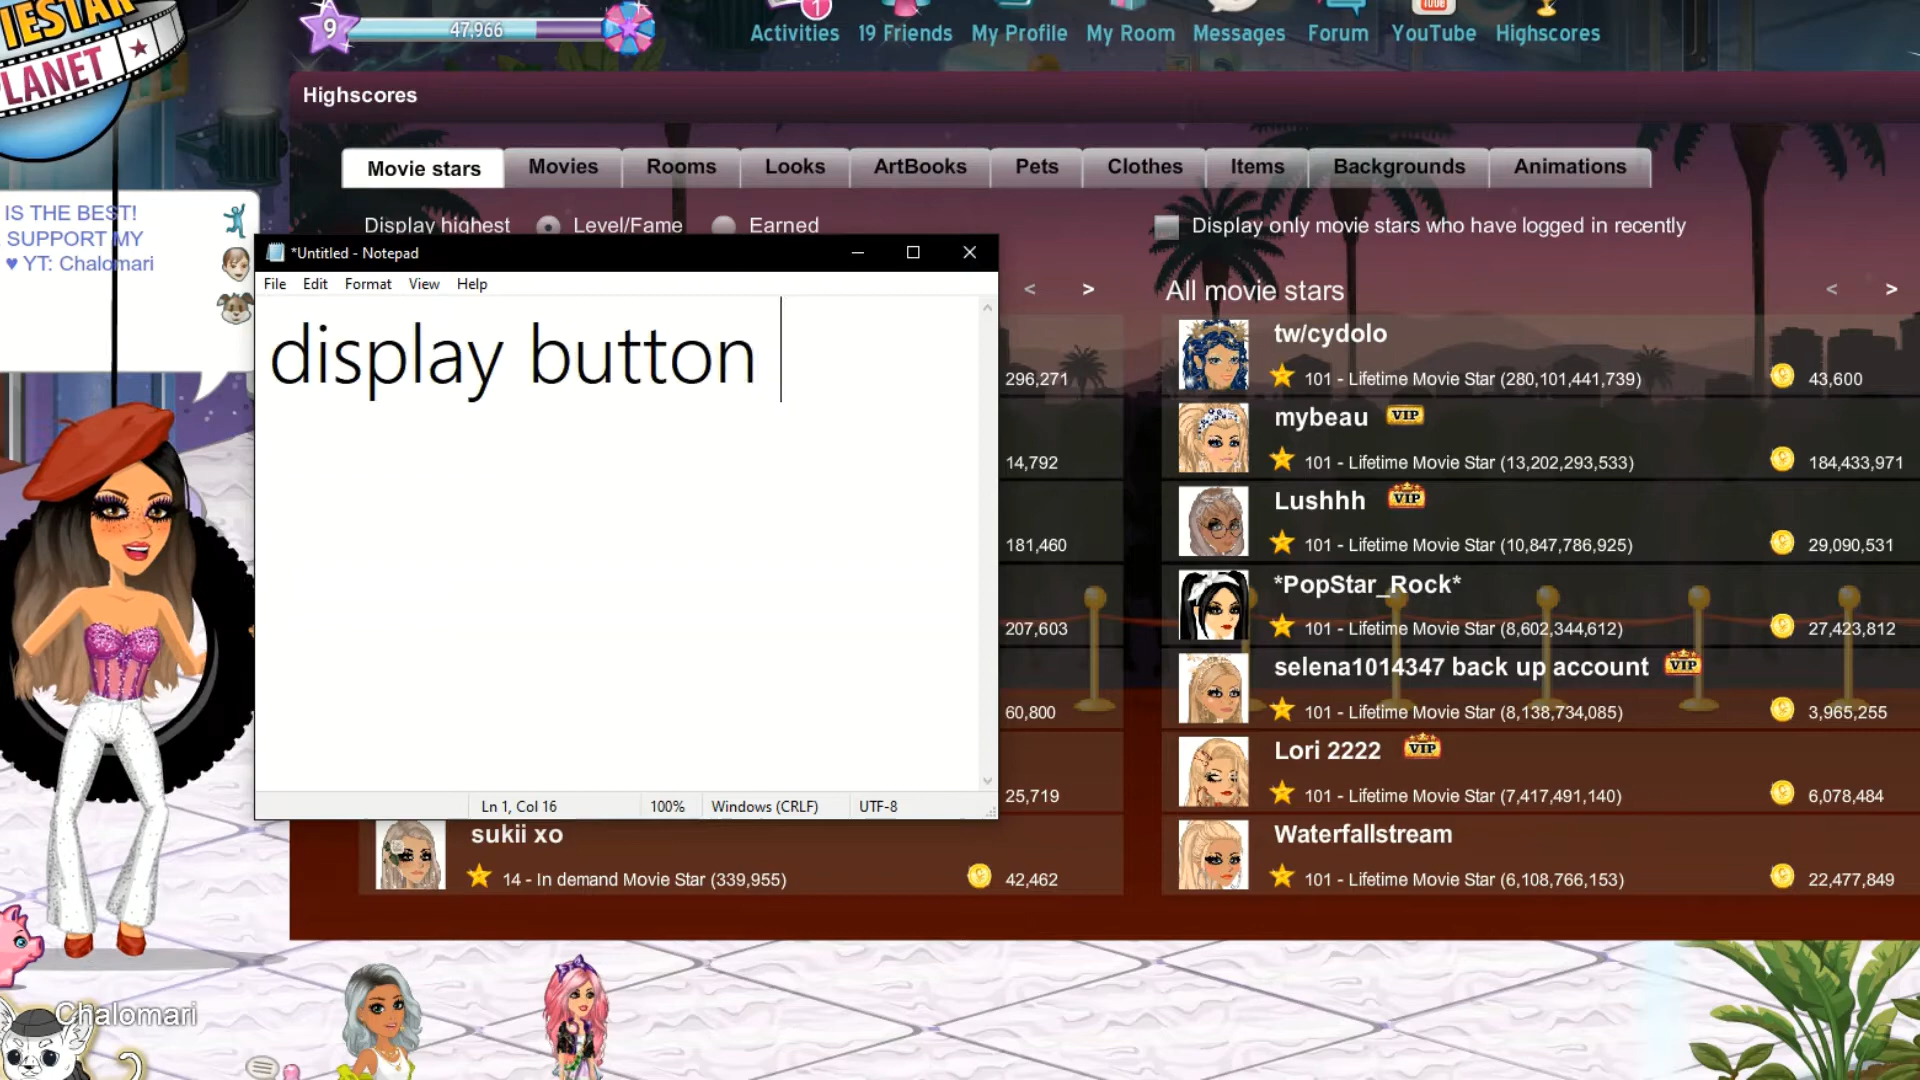 IESTAR
PLANET
9
47,966
1
Activities
19 Friends
My Profile
My Room
Messages
Forum
You Tube
YouTube
Highscores
Highscores
Movie stars
Movies
Rooms
Looks
ArtBooks
Pets
Clothes
Items
Backgrounds
Animations
Display highest
Level/Fame
Earned
Display only movie stars who have logged in recently
IS THE BEST!
SUPPORT MY
♥ YT: Chalomari
*Untitled - Notepad
File Edit Format View Help
display button
Ln 1, Col 16
100%
Windows (CRLF)
UTF-8
< >
296,271
14,792
181,460
207,603
60,800
25,719
sukii xo
14 - In demand Movie Star (339,955)
42,462
All movie stars
< >
tw/cydolo
101 - Lifetime Movie Star (280,101,441,739)
43,600
mybeau VIP
101 - Lifetime Movie Star (13,202,293,533)
184,433,971
Lushhh VIP
101 - Lifetime Movie Star (10,847,786,925)
29,090,531
*PopStar_Rock*
101 - Lifetime Movie Star (8,602,344,612)
27,423,812
selena1014347 back up account VIP
101 - Lifetime Movie Star (8,138,734,085)
3,965,255
Lori 2222 VIP
101 - Lifetime Movie Star (7,417,491,140)
6,078,484
Waterfallstream
101 - Lifetime Movie Star (6,108,766,153)
22,477,849
Chalomari